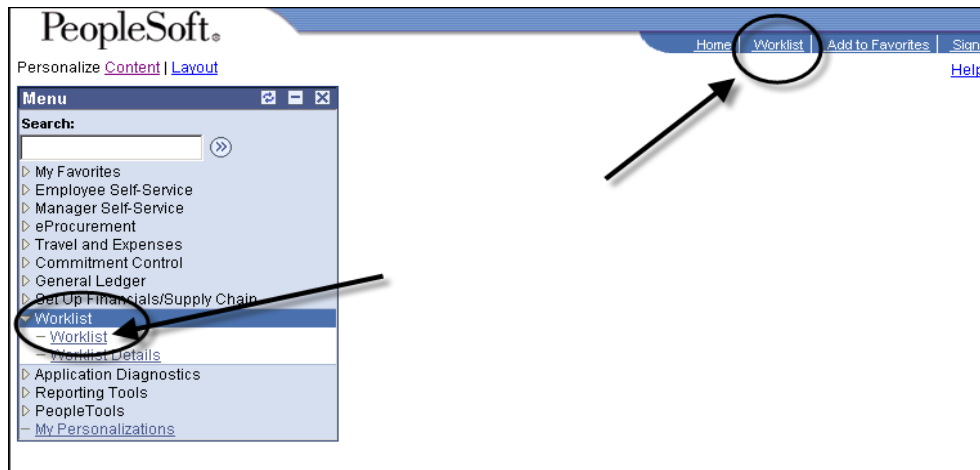 PeopleSoft®
Home | Worklist | Add to Favorites | Sign
Personalize Content | Layout
Help
Menu
Search:
My Favorites
Employee Self-Service
Manager Self-Service
eProcurement
Travel and Expenses
Commitment Control
General Ledger
Set Up Financials/Supply Chain
Worklist
– Worklist
– Worklist Details
Application Diagnostics
Reporting Tools
PeopleTools
– My Personalizations